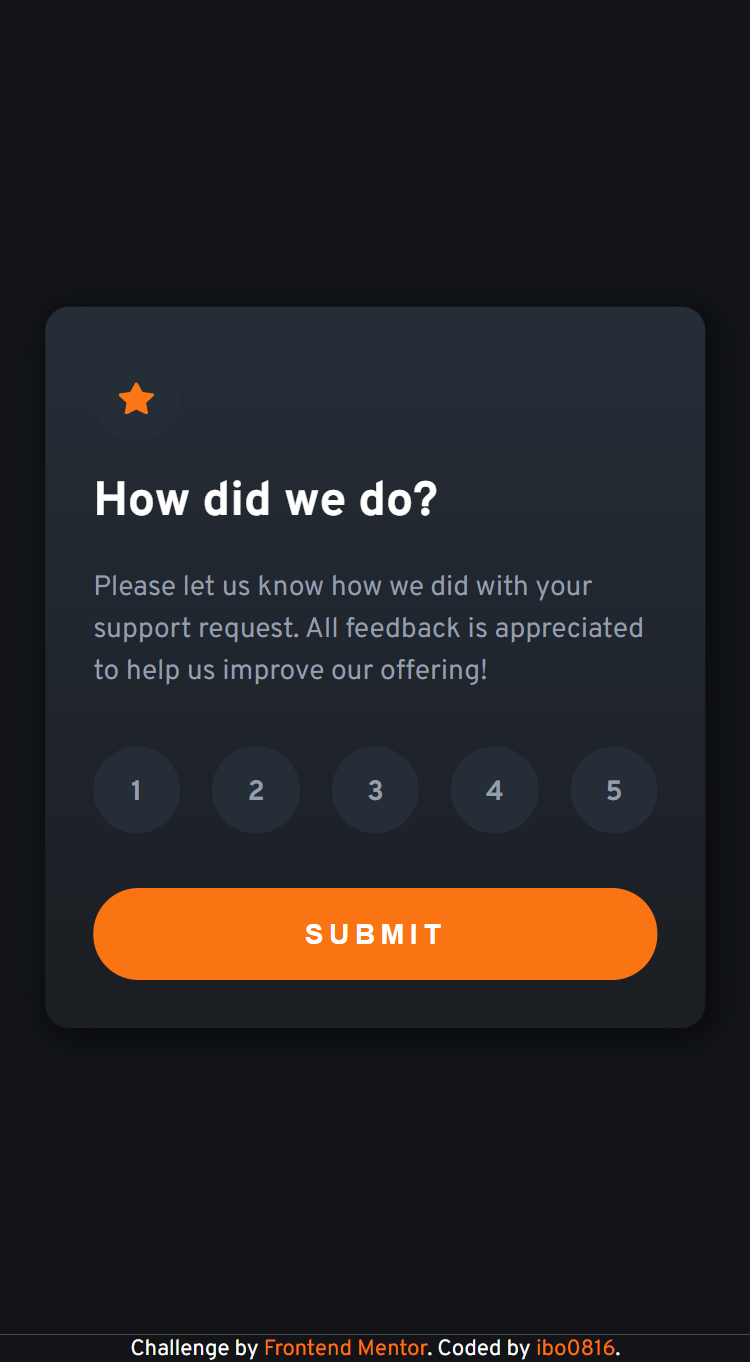 How did we do?
Please let us know how we did with your
support request. All feedback is appreciated
to help us improve our offering!
1 2 3 4 5
SUBMIT
Challenge by Frontend Mentor. Coded by ibo0816.